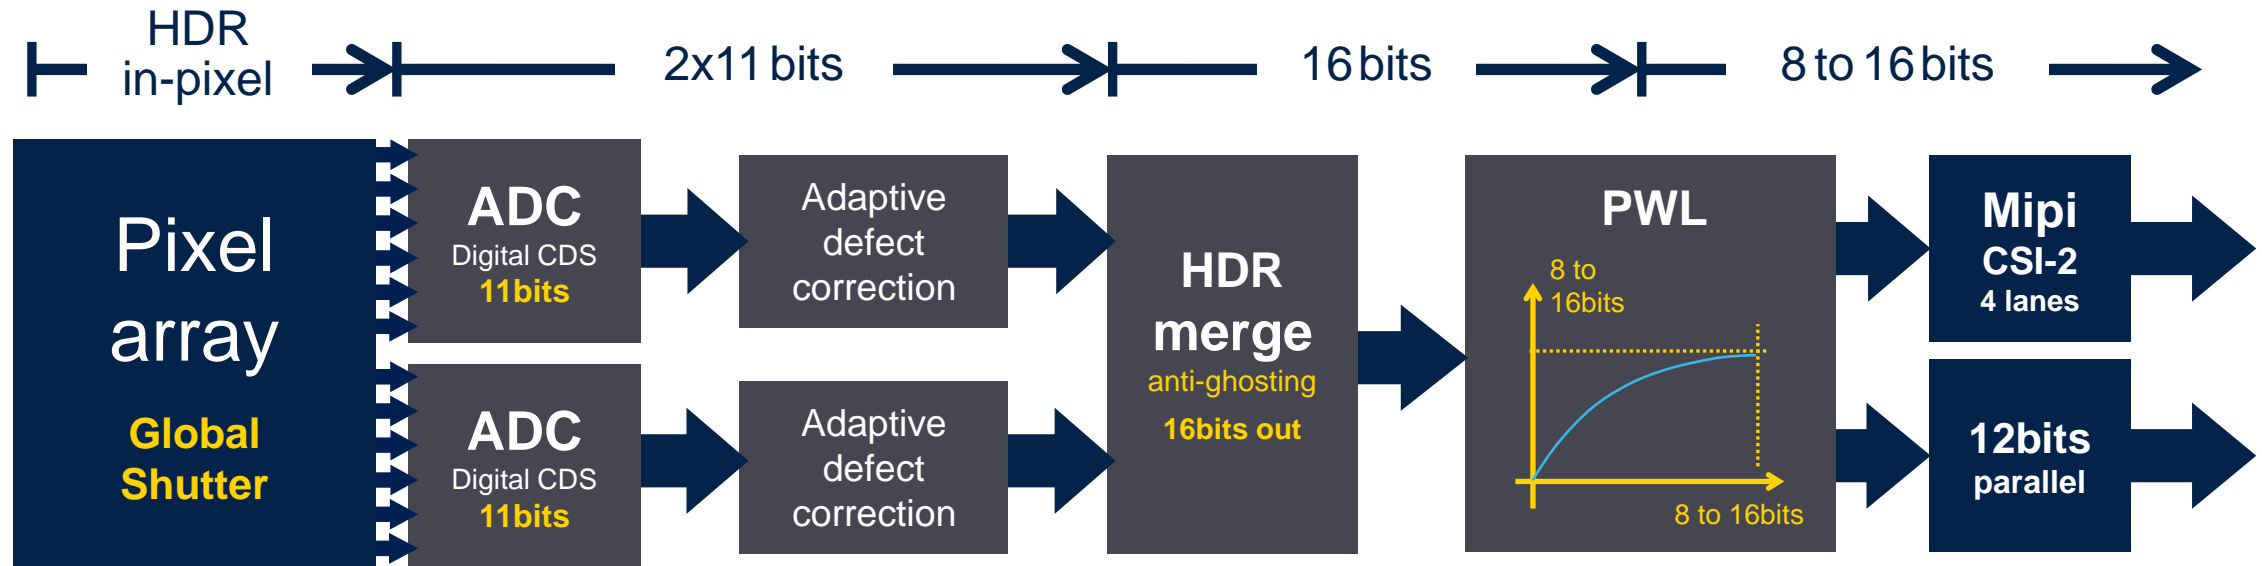 HDR
in-pixel
2x11 bits
16 bits
8 to 16 bits
Pixel
array
Global
Shutter
ADC
Digital CDS
11bits
ADC
Digital CDS
11bits
Adaptive
defect
correction
Adaptive
defect
correction
HDR
merge
anti-ghosting
16bits out
PWL
8 to
16bits
8 to 16bits
Mipi
CSI-2
4 lanes
12bits
parallel